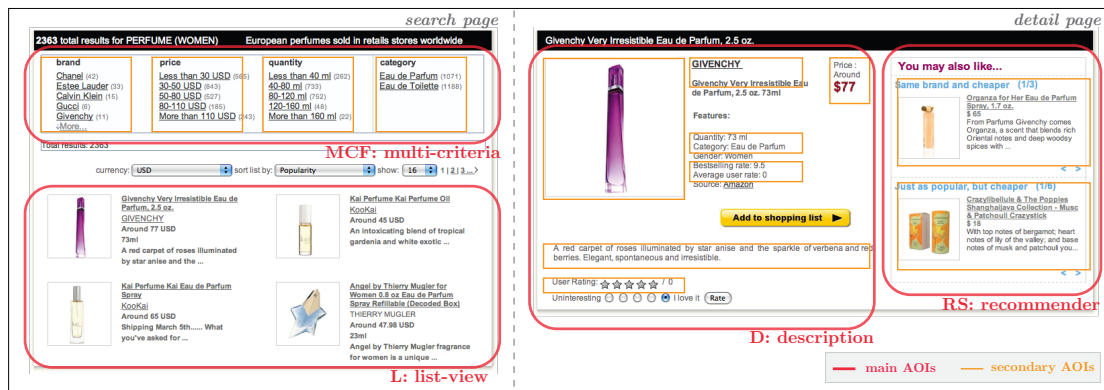 search page
2363 total results for PERFUME (WOMEN) European perfumes sold in retails stores worldwide
brand price quantity category
Chanel (42) Less than 30 USD (565) Less than 40 ml (262) Eau de Parfum (1071)
Estee Lauder (33) 30-50 USD (643) 40-80 ml (733) Eau de Toilette (1188)
Calvin Klein (15) 50-80 USD (527) 80-120 ml (752)
Gucci (6) 80-110 USD (185) 120-160 ml (48)
Givenchy (11) More than 110 USD (243) More than 160 ml (22)
More...
Total results: 2363
MCF: multi-criteria
currency: USD sort list by: Popularity show: 16 1 | 2 | 3 ... >
Givenchy Very Irresistible Eau de
Parfum, 2.5 oz.
GIVENCHY
Around 77 USD
73ml
A red carpet of roses illuminated
by star anise and the ...
Kai Perfume Kai Perfume Oil
KooKai
Around 45 USD
An intoxicating blend of tropical
gardenia and white exotic ...
Kai Perfume Kai Eau de Parfum
Spray
KooKai
Around 65 USD
Shipping March 5th...... What
you've asked for ...
Angel by Thierry Mugler for
Women 0.8 oz Eau de Parfum
Spray Refillable (Decoded Box)
THIERRY MUGLER
Around 47.98 USD
23ml
Angel by Thierry Mugler fragrance
for women is a unique ...
L: list-view
detail page
Givenchy Very Irresistible Eau de Parfum, 2.5 oz.
GIVENCHY
Givenchy Very Irresistible Eau
de Parfum, 2.5 oz. 73ml
Price :
Around
$77
Features:
Quantity: 73 ml
Category: Eau de Parfum
Gender: Women
Bestselling rate: 9.5
Average user rate: 0
Source: Amazon
Add to shopping list
A red carpet of roses illuminated by star anise and the sparkle of verbena and red
berries. Elegant, spontaneous and irresistible.
User Rating: / 0
Uninteresting I love it Rate
D: description
You may also like...
Same brand and cheaper (1/3)
Organza for Her Eau de Parfum
Spray, 1.7 oz.
$ 65
From Parfums Givenchy comes
Organza, a scent that blends rich
Oriental notes and deep woodsy
spices with ...
< >
Just as popular, but cheaper (1/6)
Crazylibellule & The Poppies
Shanghaijava Collection - Musc
& Patchouli Crazystick
$ 18
With top notes of bergamot; heart
notes of lily of the valley; and base
notes of musk and patchouli you...
< >
RS: recommender
main AOIs secondary AOIs